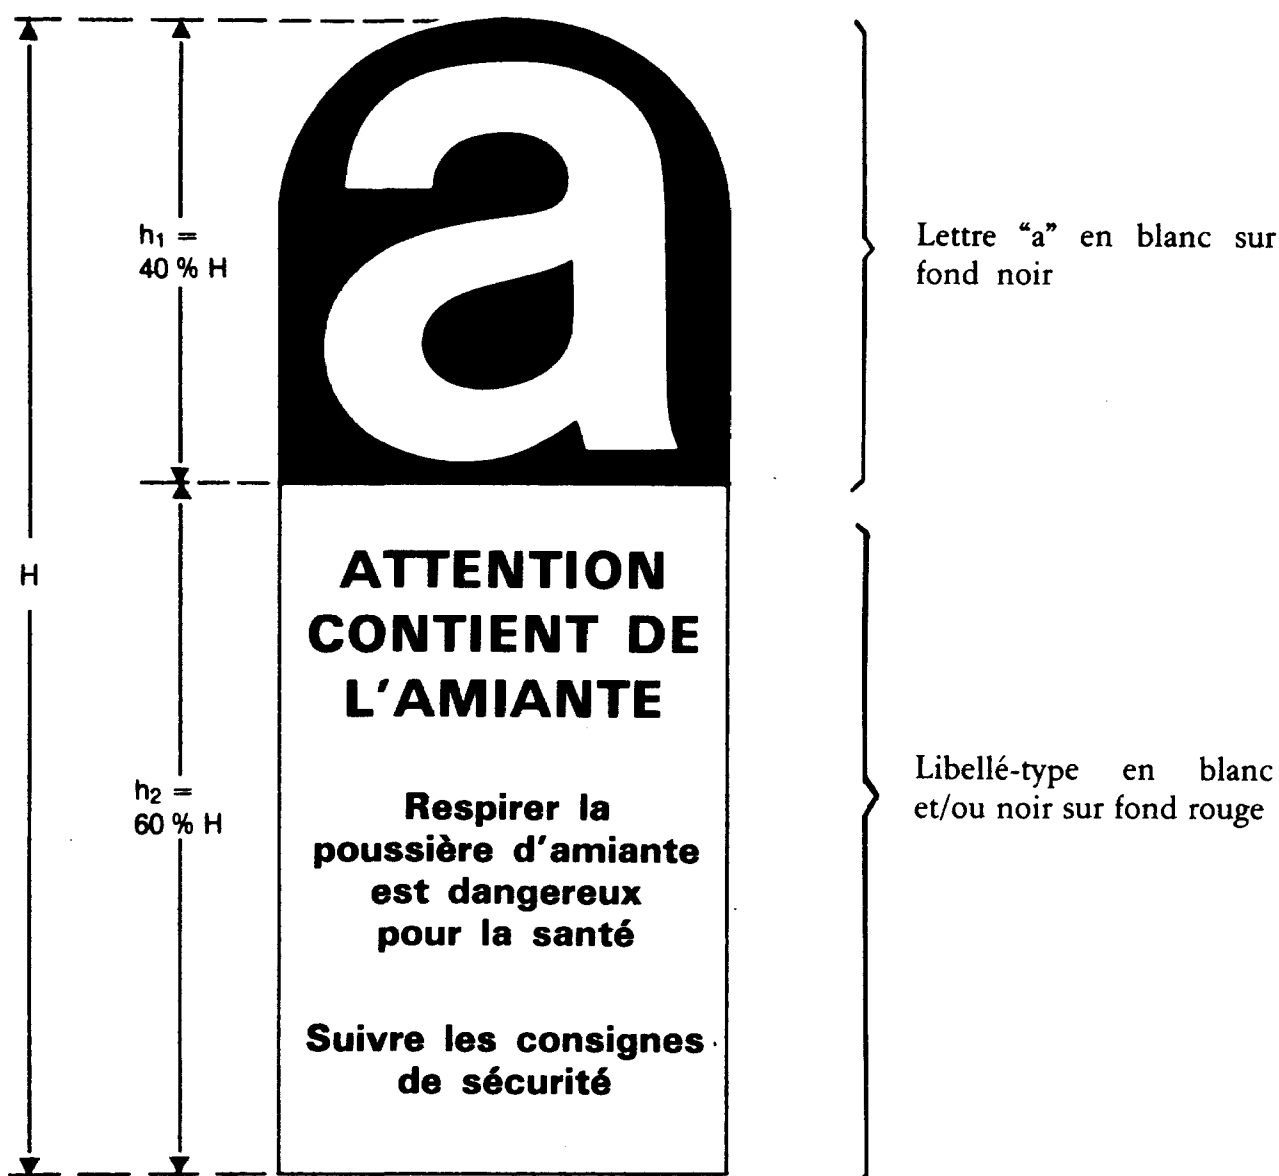 a
h₁ =
40 % H
Lettre “a” en blanc sur
fond noir
H
ATTENTION
CONTIENT DE
L'AMIANTE
h₂ =
60 % H
Respirer la
poussière d'amiante
est dangereux
pour la santé
Libellé-type en blanc
et/ou noir sur fond rouge
Suivre les consignes
de sécurité